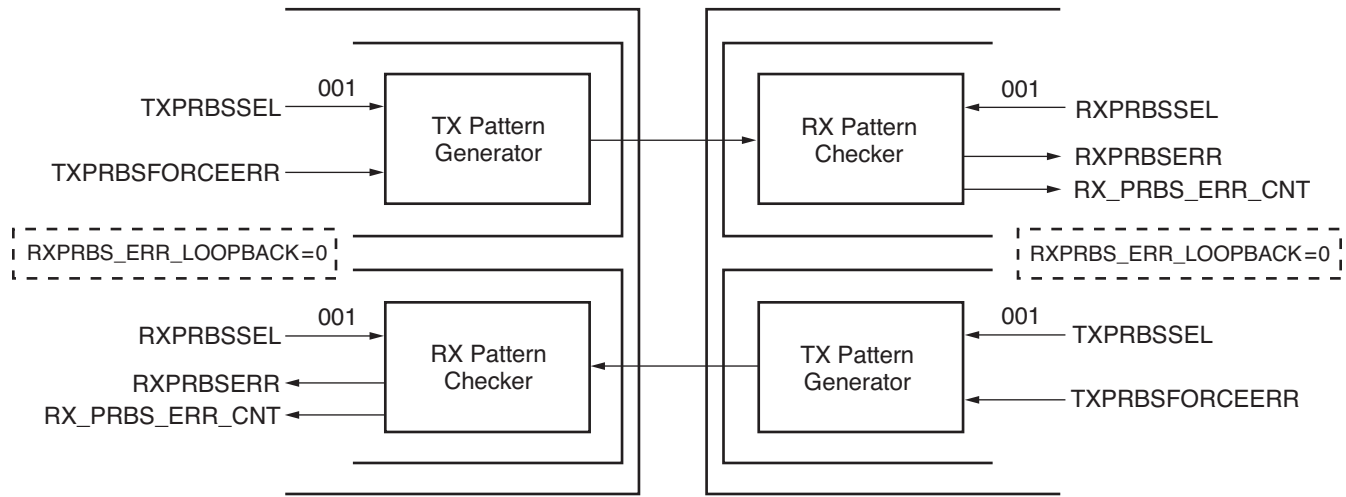 TXPRBSSEL
001
TXPRBSFORCEERR
TX Pattern
Generator
RX Pattern
Checker
001
RXPRBSSEL
RXPRBSERR
RX_PRBS_ERR_CNT
RXPRBS_ERR_LOOPBACK=0
RXPRBS_ERR_LOOPBACK=0
RXPRBSSEL
001
RXPRBSERR
RX_PRBS_ERR_CNT
RX Pattern
Checker
TX Pattern
Generator
001
TXPRBSSEL
TXPRBSFORCEERR